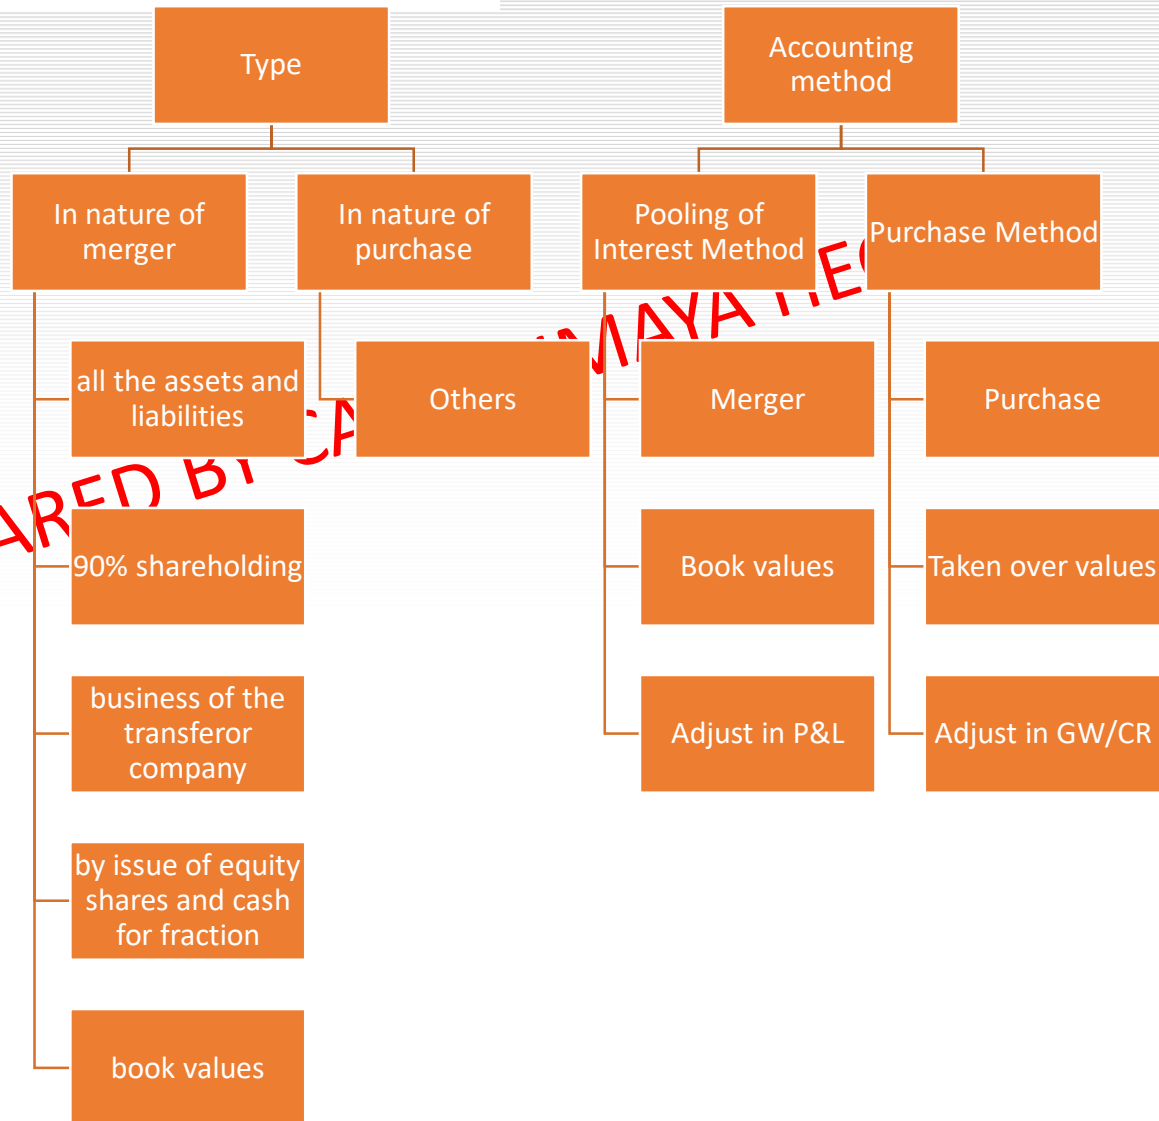 Type
In nature of
merger
all the assets and
liabilities
90% shareholding
business of the
transferor
company
by issue of equity
shares and cash
for fraction
book values
In nature of
purchase
Others
Accounting
method
Pooling of
Interest Method
Merger
Book values
Adjust in P&L
Purchase Method
Purchase
Taken over values
Adjust in GW/CR
BY